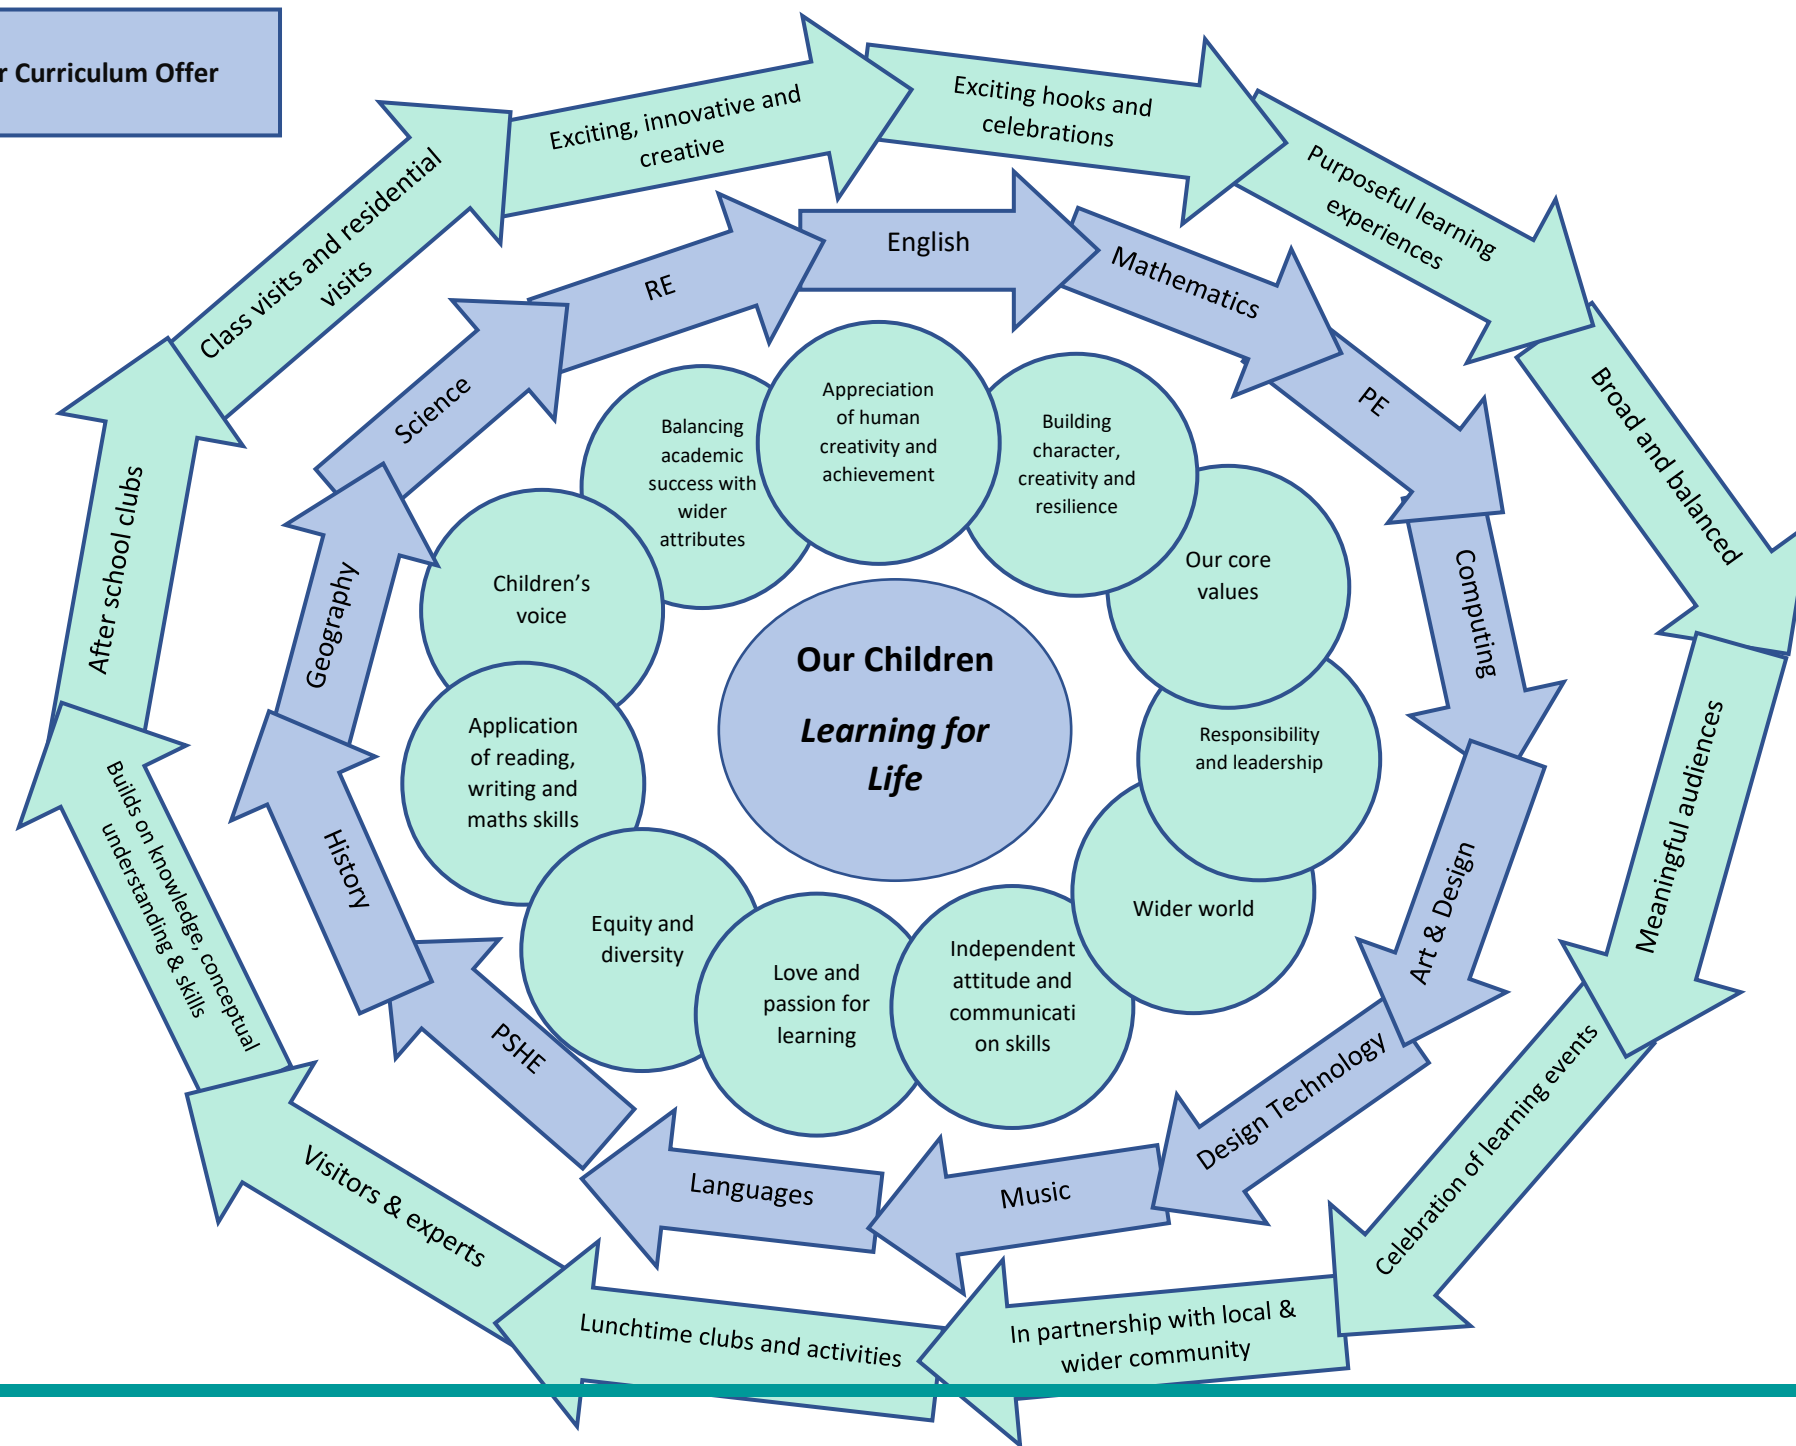 r Curriculum Offer
Exciting, innovative and
creative
Exciting hooks and
celebrations
Purposeful learning
experiences
Broad and balanced
Meaningful audiences
Celebration of learning events
In partnership with local &
wider community
Lunchtime clubs and activities
Visitors & experts
Builds on knowledge, conceptual
understanding & skills
After school clubs
Class visits and residential
visits
English
Mathematics
PE
Computing
Art & Design
Design Technology
Music
Languages
PSHE
History
Geography
Science
RE
Appreciation
of human
creativity and
achievement
Building
character,
creativity and
resilience
Our core
values
Responsibility
and leadership
Wider world
Independent
attitude and
communicati
on skills
Love and
passion for
learning
Equity and
diversity
Application
of reading,
writing and
maths skills
Children’s
voice
Balancing
academic
success with
wider
attributes
Our Children
Learning for
Life